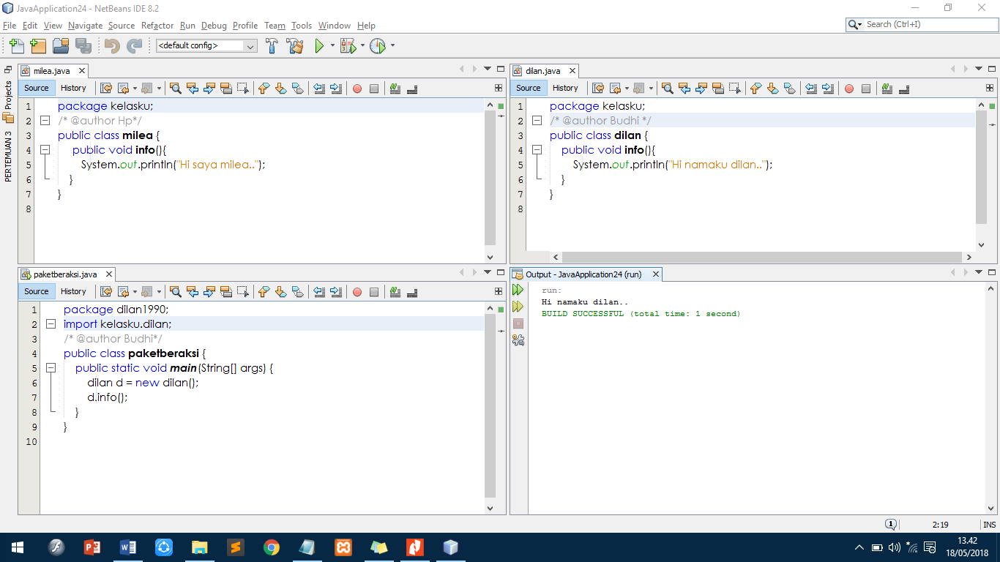 JavaApplication24 - NetBeans IDE 8.2
File Edit View Navigate Source Refactor Run Debug Profile Team Tools Window Help
Search (Ctrl+I)
<default config>
Projects
PERTEMUAN 3
milea.java
Source History
1 package kelasku;
2 /* @author Hp*/
3 public class milea {
4 public void info(){
5 System.out.println("Hi saya milea..");
6 }
7 }
8
dilan.java
Source History
1 package kelasku;
2 /* @author Budhi */
3 public class dilan {
4 public void info(){
5 System.out.println("Hi namaku dilan..");
6 }
7 }
8
paketberaksi.java
Source History
1 package dilan1990;
2 import kelasku.dilan;
3 /* @author Budhi*/
4 public class paketberaksi {
5 public static void main(String[] args) {
6 dilan d = new dilan();
7 d.info();
8 }
9 }
10
Output - JavaApplication24 (run)
run:
Hi namaku dilan..
BUILD SUCCESSFUL (total time: 1 second)
1
2:19
INS
13.42
18/05/2018